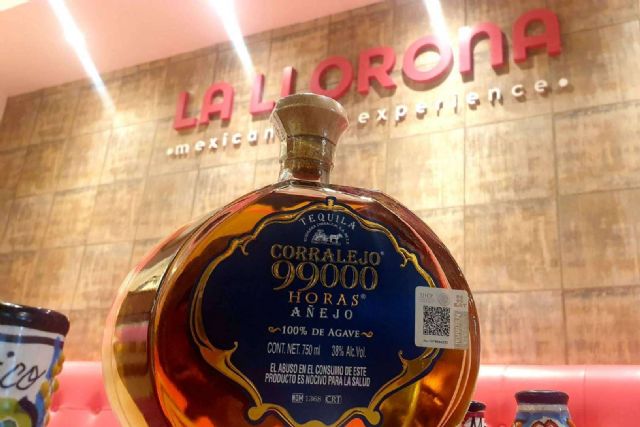 LA LLORONA
mexican experience
TEQUILA
CORRALEJO
99000
HORAS®
AÑEJO
100% DE AGAVE
CONT. NET. 750 ml 38% Alc.Vol.
EL ABUSO EN EL CONSUMO DE ESTE
PRODUCTO ES NOCIVO PARA LA SALUD
1368 CRT